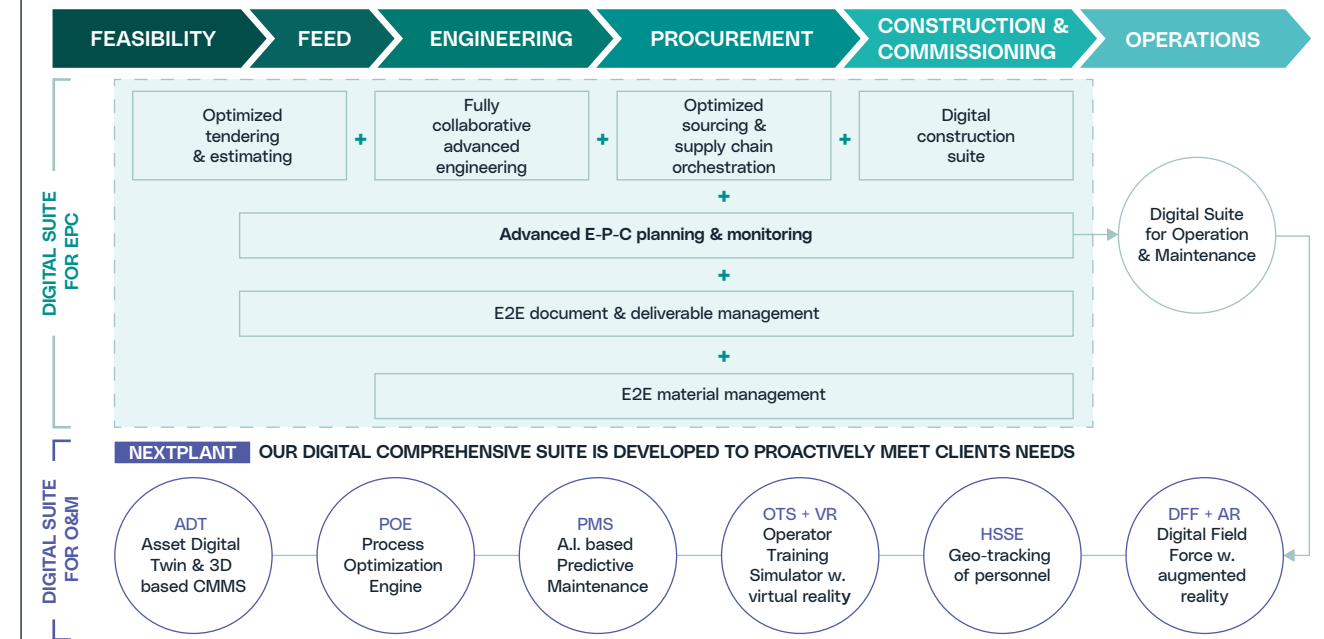 FEASIBILITY
FEED
ENGINEERING
PROCUREMENT
CONSTRUCTION &
COMMISSIONING
OPERATIONS
DIGITAL SUITE
FOR EPC
Optimized
tendering
& estimating
+
Fully
collaborative
advanced
engineering
+
Optimized
sourcing &
supply chain
orchestration
+
Digital
construction
suite
+
Advanced E-P-C planning & monitoring
+
E2E document & deliverable management
+
E2E material management
Digital Suite
for Operation
& Maintenance
NEXTPLANT OUR DIGITAL COMPREHENSIVE SUITE IS DEVELOPED TO PROACTIVELY MEET CLIENTS NEEDS
DIGITAL SUITE
FOR O&M
ADT
Asset Digital
Twin & 3D
based CMMS
POE
Process
Optimization
Engine
PMS
A.I. based
Predictive
Maintenance
OTS + VR
Operator
Training
Simulator w.
virtual reality
HSSE
Geo-tracking
of personnel
DFF + AR
Digital Field
Force w.
augmented
reality